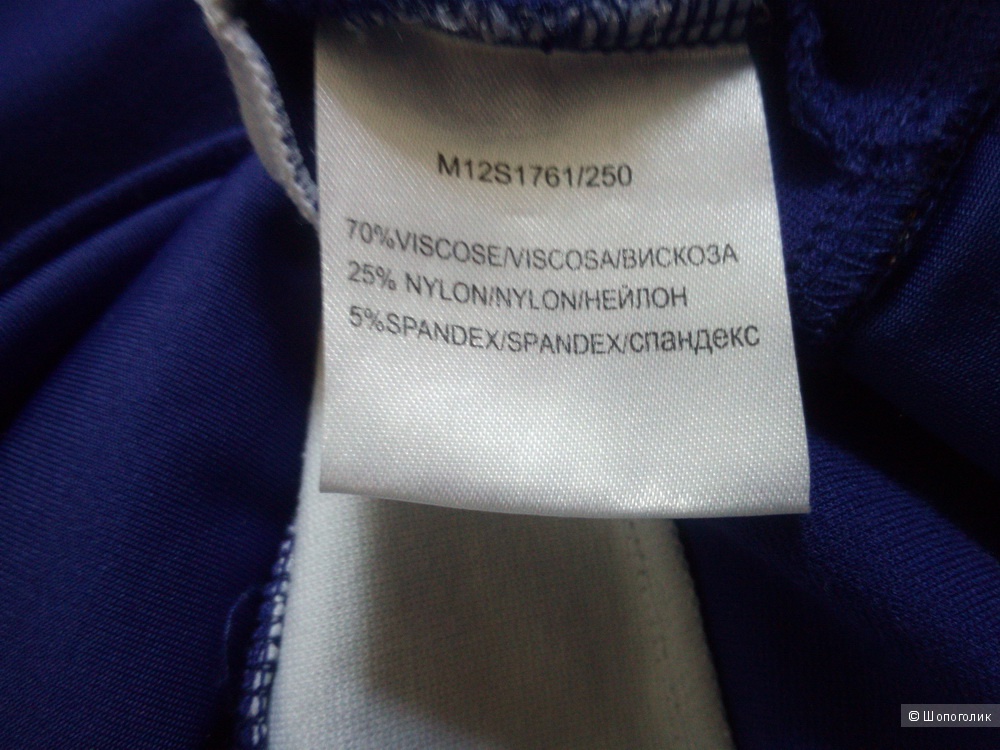 M12S1761/250
70%VISCOSE/VISCOSA/ВИСКОЗА
25% NYLON/NYLON/НЕЙЛОН
5%SPANDEX/SPANDEX/спандекс
© Шопоголик